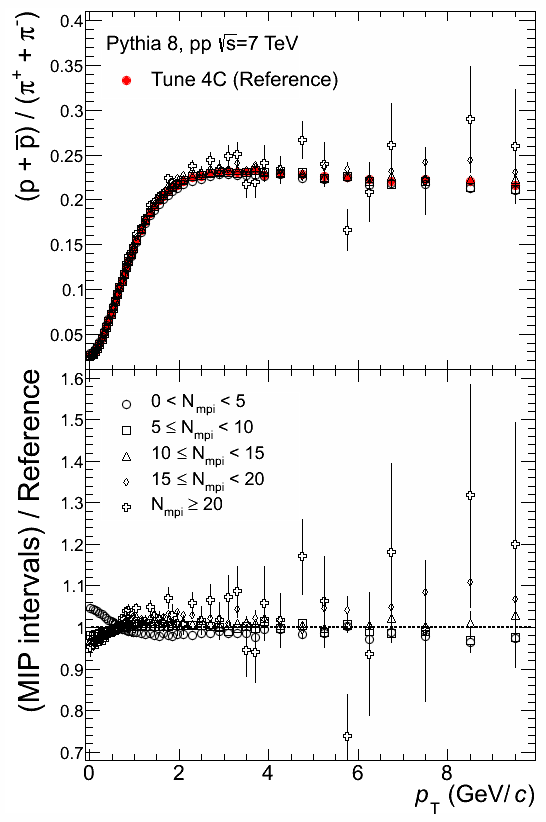 (p + p̅) / (π⁺ + π⁻)
0.4
0.35
0.3
0.25
0.2
0.15
0.1
0.05
Pythia 8, pp √s=7 TeV
Tune 4C (Reference)
(MIP intervals) / Reference
1.6
1.5
1.4
1.3
1.2
1.1
1
0.9
0.8
0.7
0 < N_mpi < 5
5 ≤ N_mpi < 10
10 ≤ N_mpi < 15
15 ≤ N_mpi < 20
N_mpi ≥ 20
0 2 4 6 8
p_T (GeV/c)